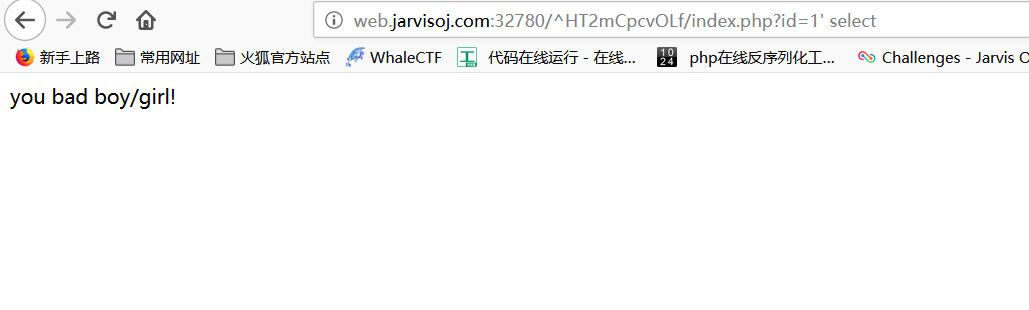 web.jarvisoj.com:32780/^HT2mCpcvOLf/index.php?id=1' select
新手上路 常用网址 火狐官方站点 WhaleCTF 代码在线运行 - 在线... 1024 php在线反序列化工... Challenges - Jarvis O
you bad boy/girl!